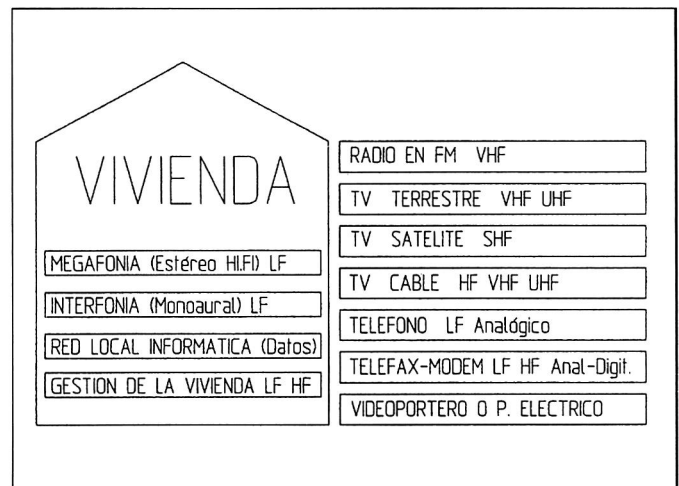 VIVIENDA
MEGAFONIA (Estéreo HI.FI) LF
INTERFONIA (Monoaural) LF
RED LOCAL INFORMATICA (Datos)
GESTION DE LA VIVIENDA LF HF
RADIO EN FM VHF
TV TERRESTRE VHF UHF
TV SATELITE SHF
TV CABLE HF VHF UHF
TELEFONO LF Analógico
TELEFAX-MODEM LF HF Anal-Digit.
VIDEOPORTERO O P. ELECTRICO